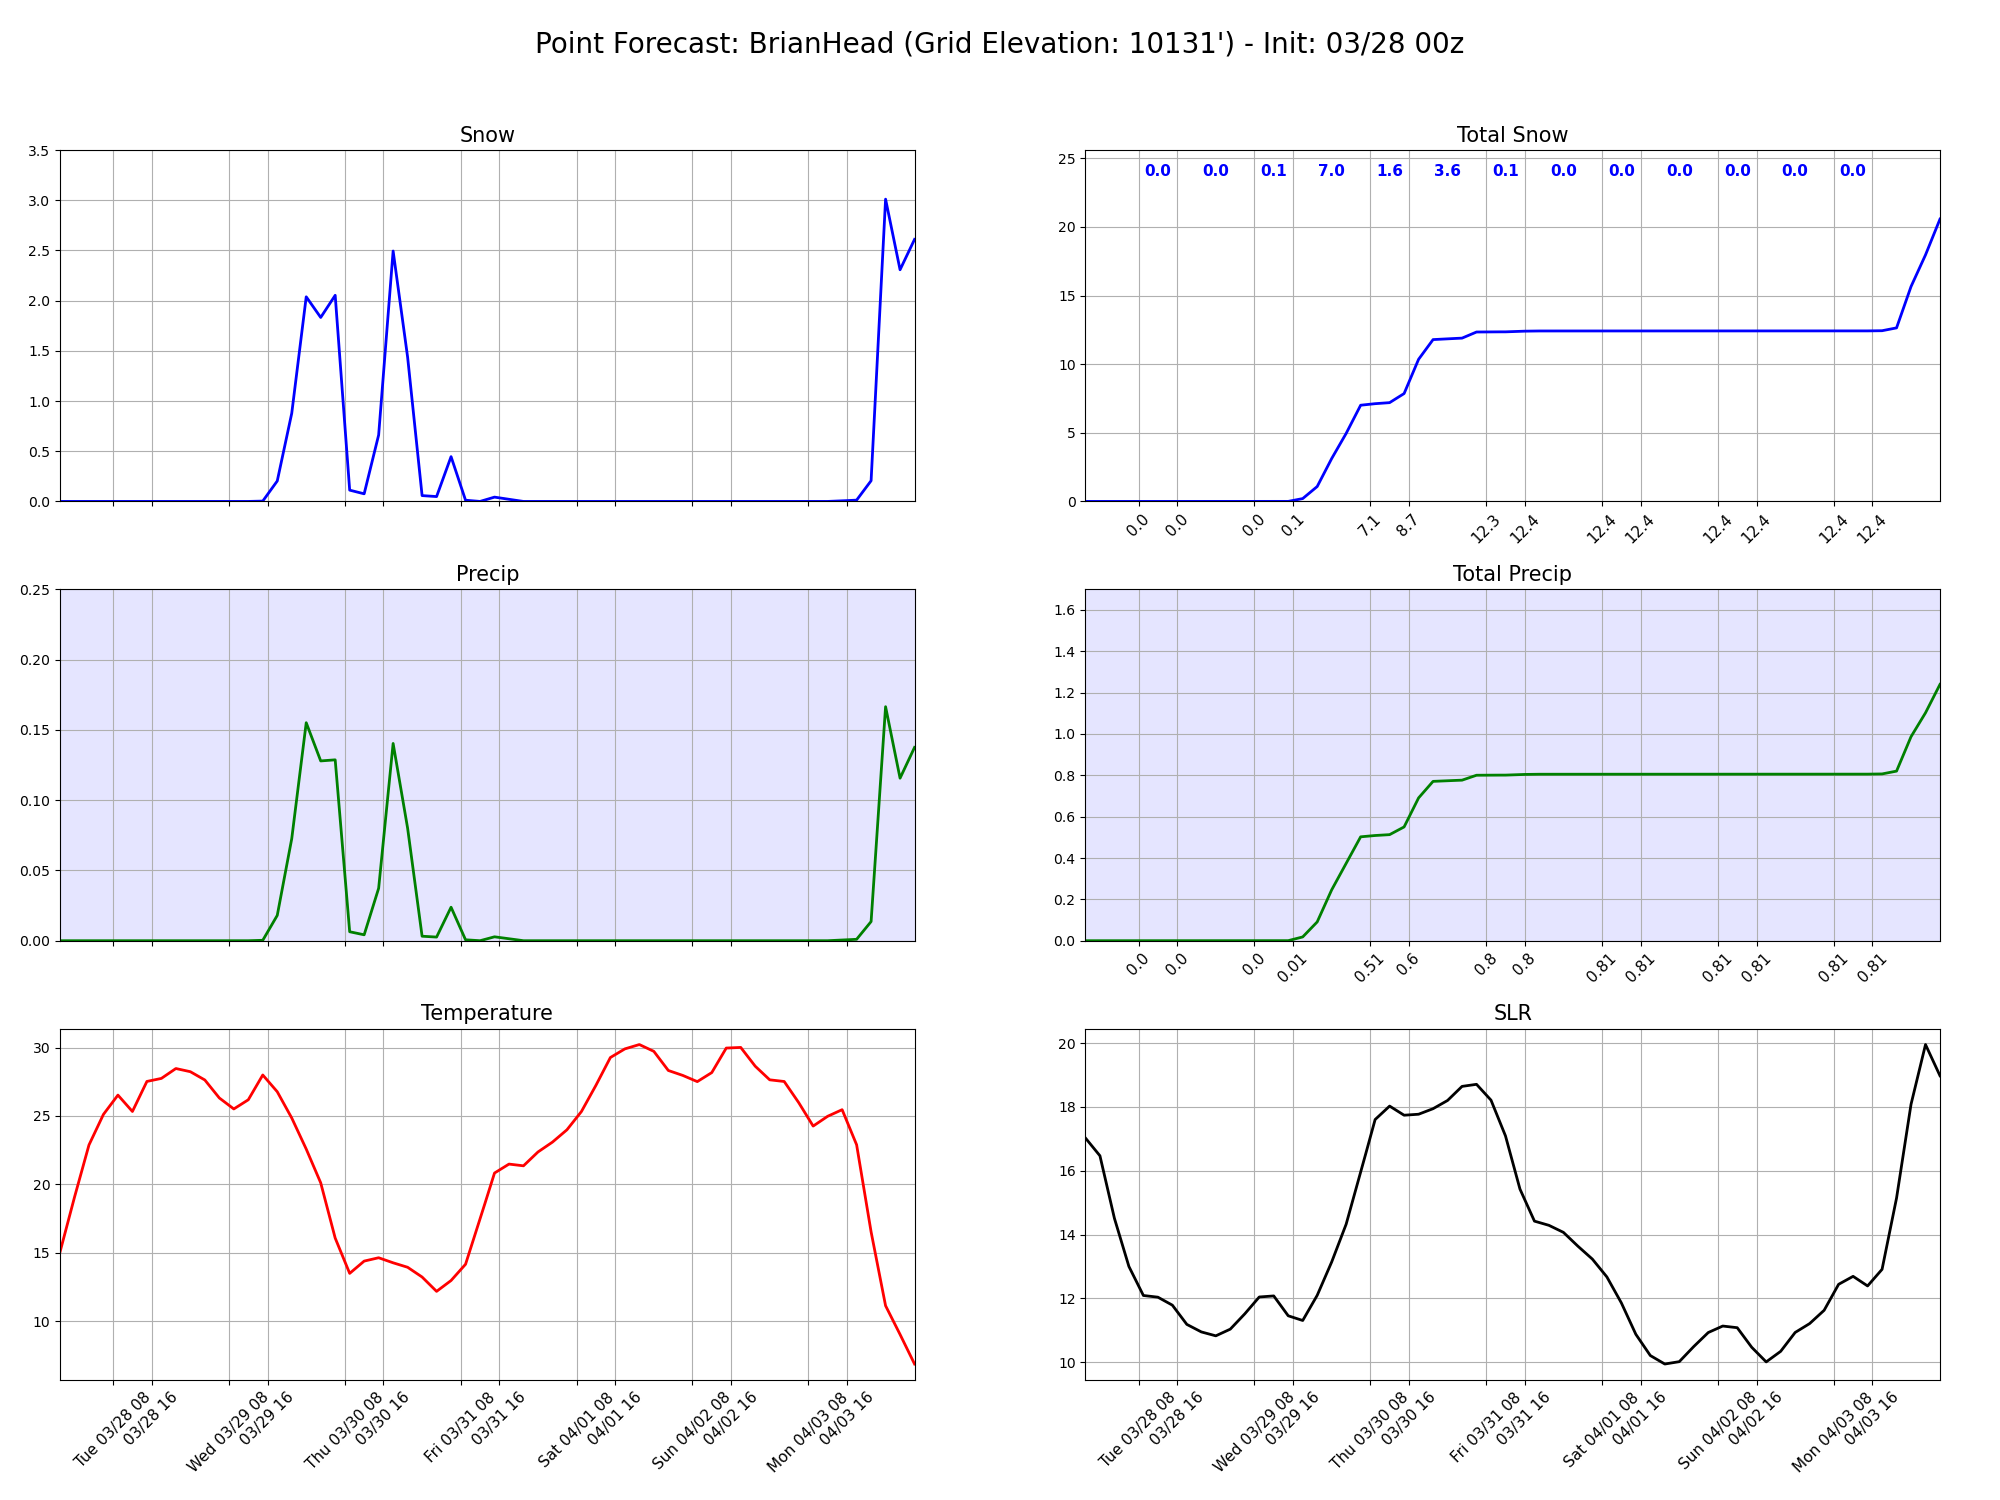 Point Forecast: BrianHead (Grid Elevation: 10131') - Init: 03/28 00z
Snow
3.5
3.0
2.5
2.0
1.5
1.0
0.5
0.0
Total Snow
25
20
15
10
5
0
0.0 0.0 0.1 7.0 1.6 3.6 0.1 0.0 0.0 0.0 0.0 0.0 0.0
0.0 0.0 0.0 0.1 7.1 8.7 12.3 12.4 12.4 12.4 12.4 12.4 12.4 12.4
Precip
0.25
0.20
0.15
0.10
0.05
0.00
Total Precip
1.6
1.4
1.2
1.0
0.8
0.6
0.4
0.2
0.0
0.0 0.0 0.0 0.01 0.51 0.6 0.8 0.8 0.81 0.81 0.81 0.81 0.81 0.81
Temperature
30
25
20
15
10
Tue 03/28 08
03/28 16
Wed 03/29 08
03/29 16
Thu 03/30 08
03/30 16
Fri 03/31 08
03/31 16
Sat 04/01 08
04/01 16
Sun 04/02 08
04/02 16
Mon 04/03 08
04/03 16
SLR
20
18
16
14
12
10
Tue 03/28 08
03/28 16
Wed 03/29 08
03/29 16
Thu 03/30 08
03/30 16
Fri 03/31 08
03/31 16
Sat 04/01 08
04/01 16
Sun 04/02 08
04/02 16
Mon 04/03 08
04/03 16